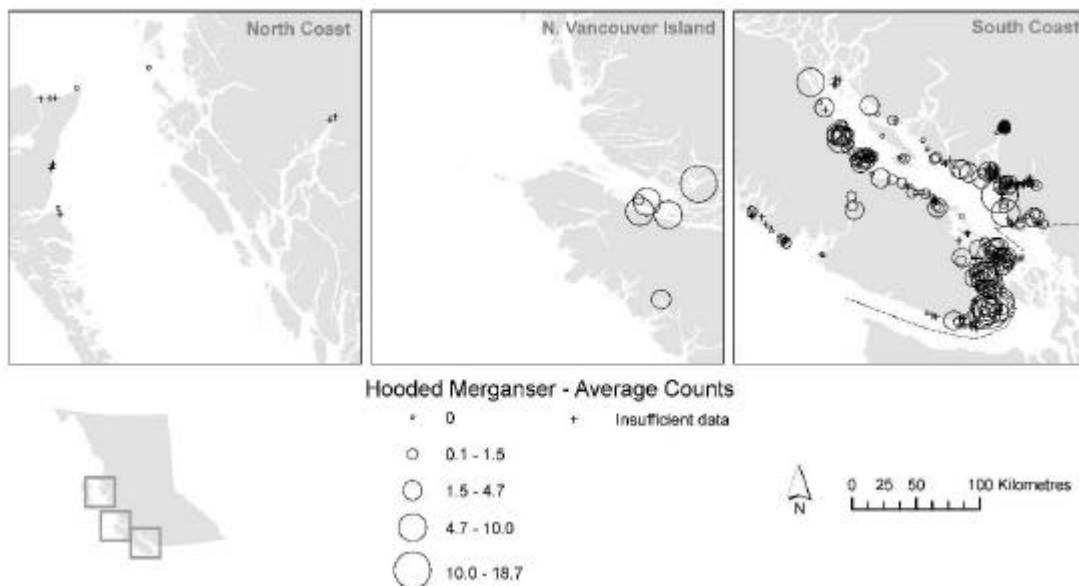 North Coast
N. Vancouver Island
South Coast
Hooded Merganser - Average Counts
0
Insufficient data
0.1 - 1.5
1.5 - 4.7
4.7 - 10.0
10.0 - 18.7
N
0 25 50 100 Kilometres